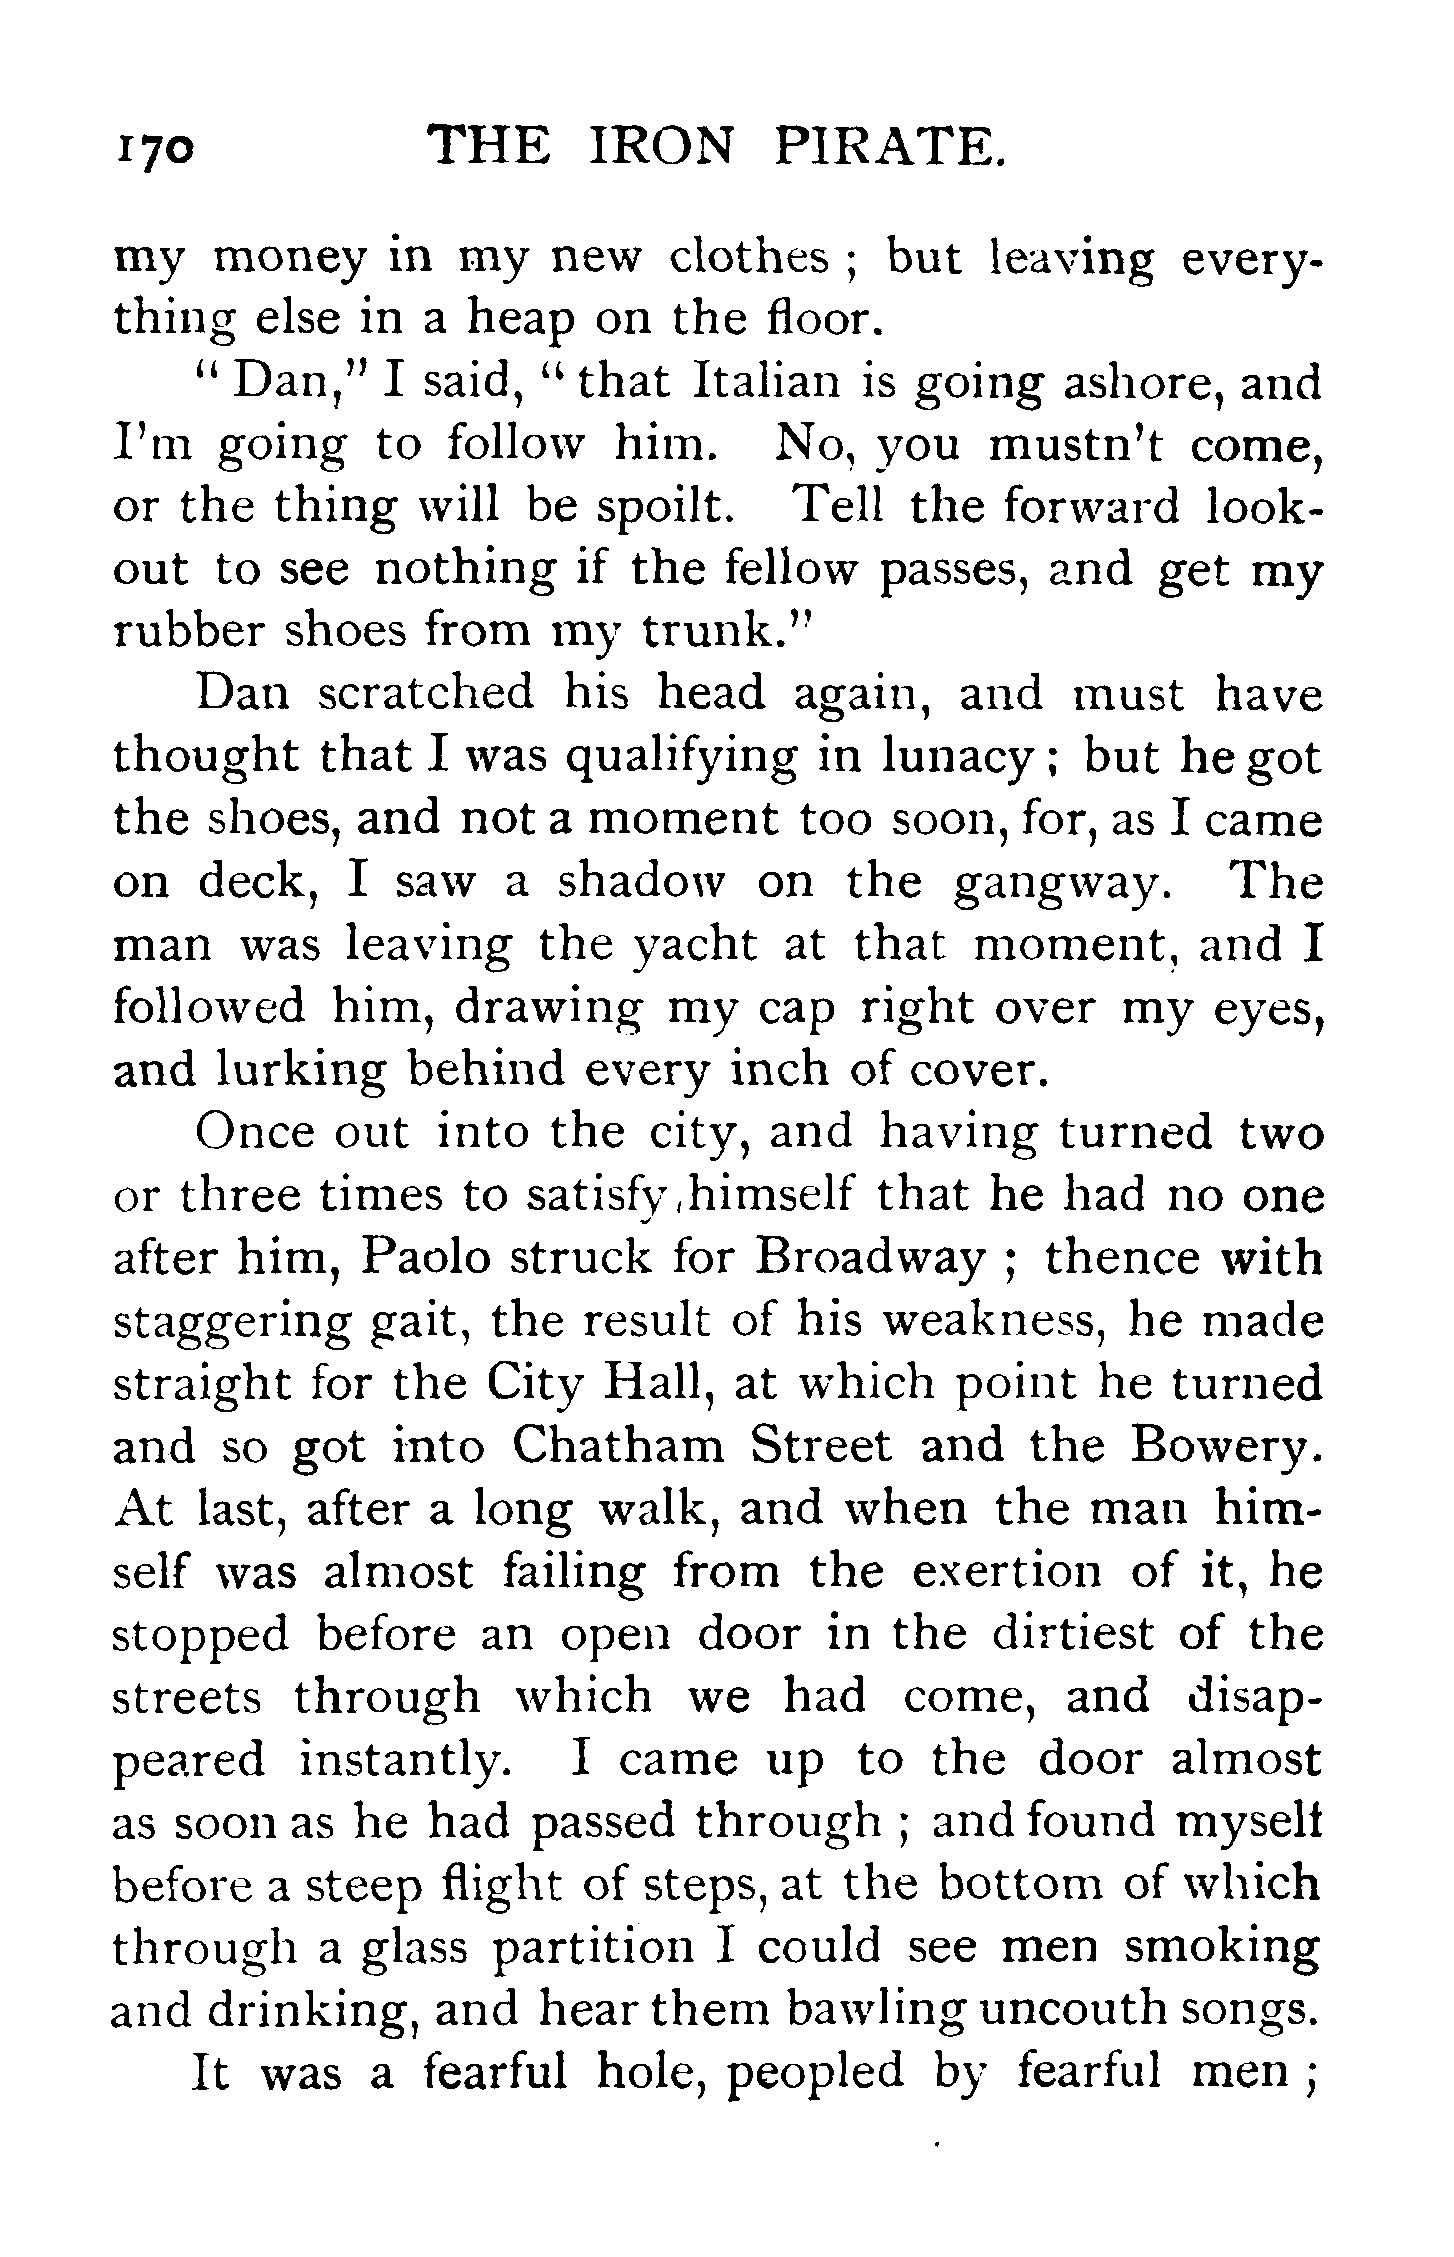 170 THE IRON PIRATE.
my money in my new clothes ; but leaving every-
thing else in a heap on the floor.
“ Dan,” I said, “ that Italian is going ashore, and
I’m going to follow him. No, you mustn’t come,
or the thing will be spoilt. Tell the forward look-
out to see nothing if the fellow passes, and get my
rubber shoes from my trunk.”
Dan scratched his head again, and must have
thought that I was qualifying in lunacy ; but he got
the shoes, and not a moment too soon, for, as I came
on deck, I saw a shadow on the gangway. The
man was leaving the yacht at that moment, and I
followed him, drawing my cap right over my eyes,
and lurking behind every inch of cover.
Once out into the city, and having turned two
or three times to satisfy himself that he had no one
after him, Paolo struck for Broadway ; thence with
staggering gait, the result of his weakness, he made
straight for the City Hall, at which point he turned
and so got into Chatham Street and the Bowery.
At last, after a long walk, and when the man him-
self was almost failing from the exertion of it, he
stopped before an open door in the dirtiest of the
streets through which we had come, and disap-
peared instantly. I came up to the door almost
as soon as he had passed through ; and found myself
before a steep flight of steps, at the bottom of which
through a glass partition I could see men smoking
and drinking, and hear them bawling uncouth songs.
It was a fearful hole, peopled by fearful men ;